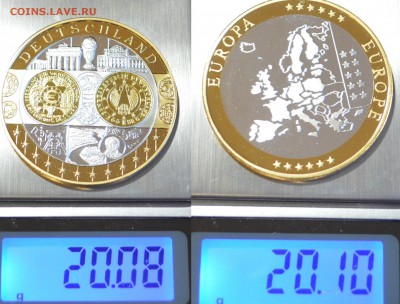 COINS.LAVE.RU
DEUTSCHLAND
EUROPA EUROPE
g 20.08
g 20.10